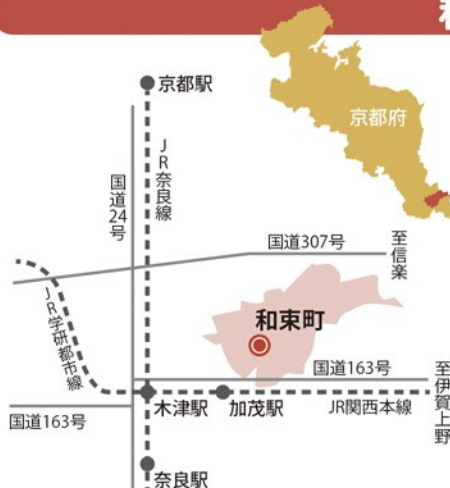 京都駅
京都府
JR奈良線
国道24号
国道307号
至信楽
和束町
JR学研都市線
国道163号
至伊賀上野
木津駅
加茂駅
JR関西本線
国道163号
奈良駅